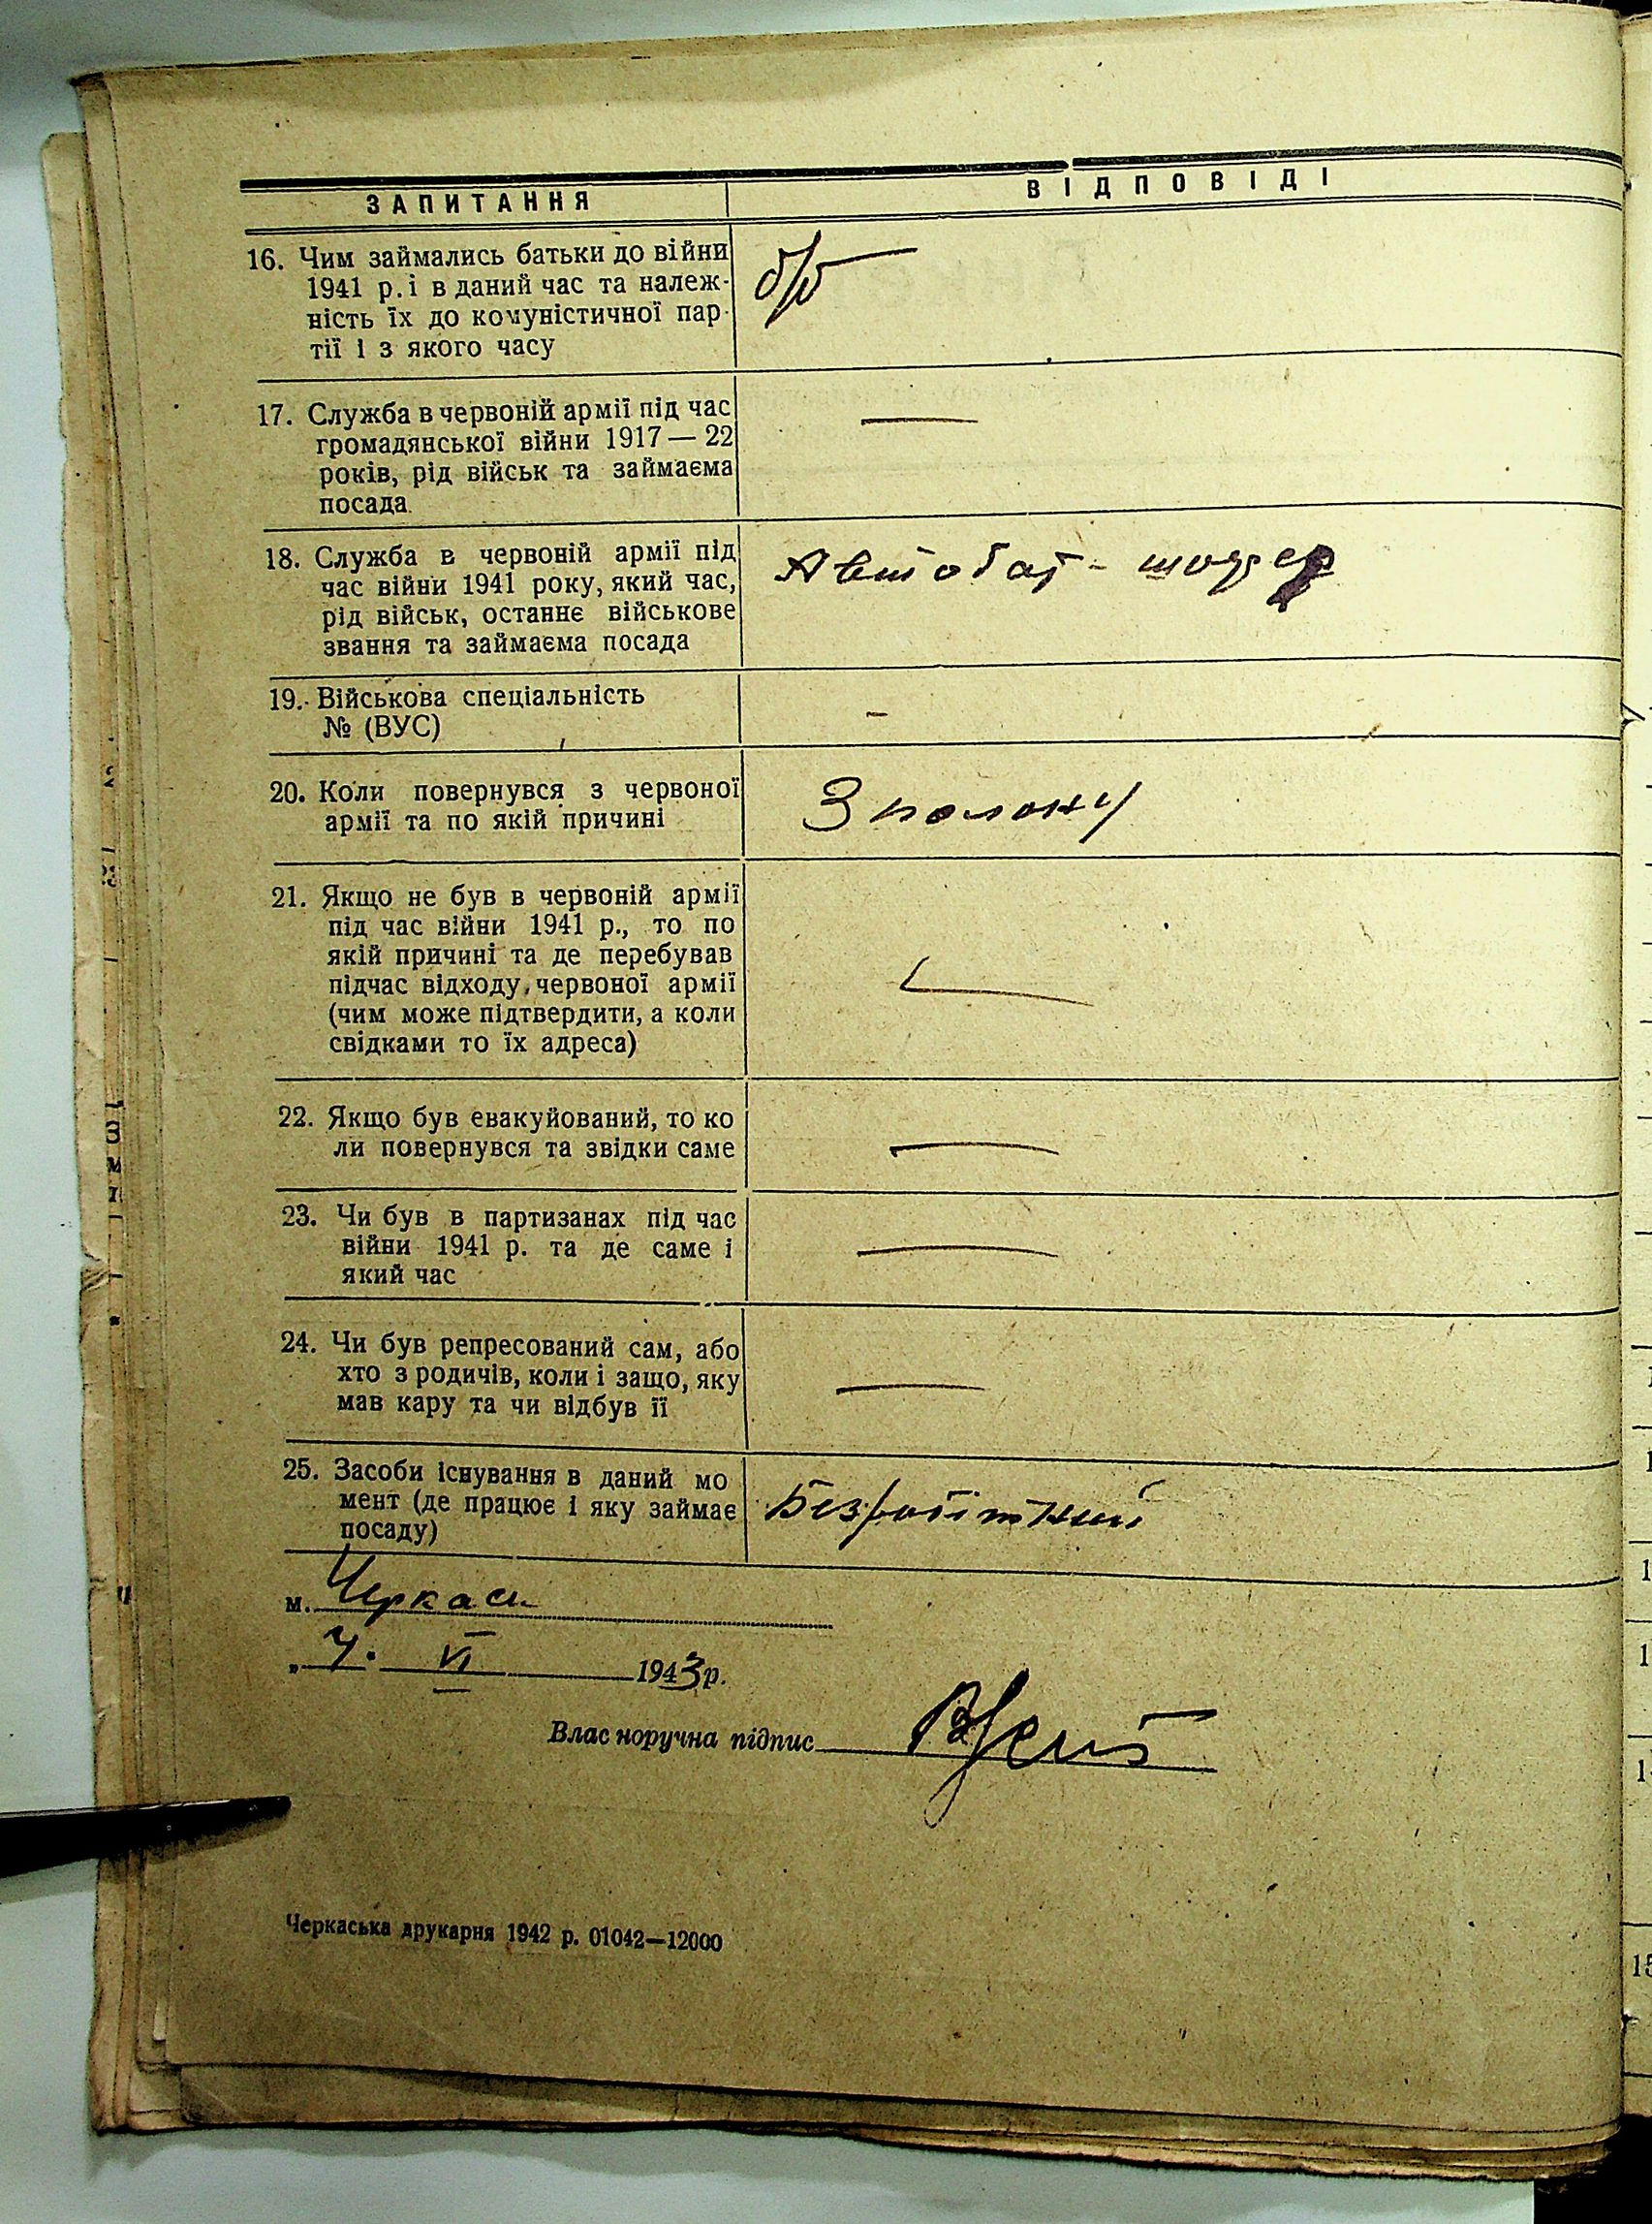 ЗАПИТАННЯ
ВІДПОВІДІ
16. Чим займались батьки до війни
1941 р. і в даний час та належ-
ність їх до комуністичної пар-
тії і з якого часу
б/п
17. Служба в червоній армії під час
громадянської війни 1917 — 22
років, рід військ та займаєма
посада.
—
18. Служба в червоній армії під
час війни 1941 року, який час,
рід військ, останнє військове
звання та займаєма посада
Автобат - шофер
19. Військова спеціальність
№ (ВУС)
-
20. Коли повернувся з червоної
армії та по якій причині
З полону
21. Якщо не був в червоній армії
під час війни 1941 р., то по
якій причині та де перебував
підчас відходу червоної армії
(чим може підтвердити, а коли
свідками то їх адреса)
—
22. Якщо був евакуйований, то ко
ли повернувся та звідки саме
—
23. Чи був в партизанах під час
війни 1941 р. та де саме і
який час
—
24. Чи був репресований сам, або
хто з родичів, коли і защо, яку
мав кару та чи відбув її
—
25. Засоби існування в даний мо
мент (де працює і яку займає
посаду)
Безробітний
м. Черкаси
„ 4. VI 1943 р.
Власноручна підпис
Черкаська друкарня 1942 р. 01042—12000